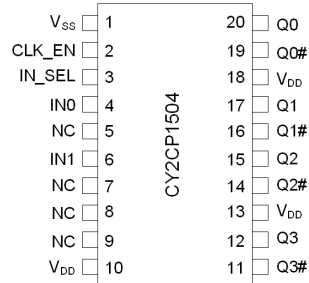 VSS 1 20 Q0
CLK_EN 2 19 Q0#
IN_SEL 3 18 VDD
IN0 4 17 Q1
NC 5 16 Q1#
IN1 6 15 Q2
NC 7 14 Q2#
NC 8 13 VDD
NC 9 12 Q3
VDD 10 11 Q3#
CY2CP1504